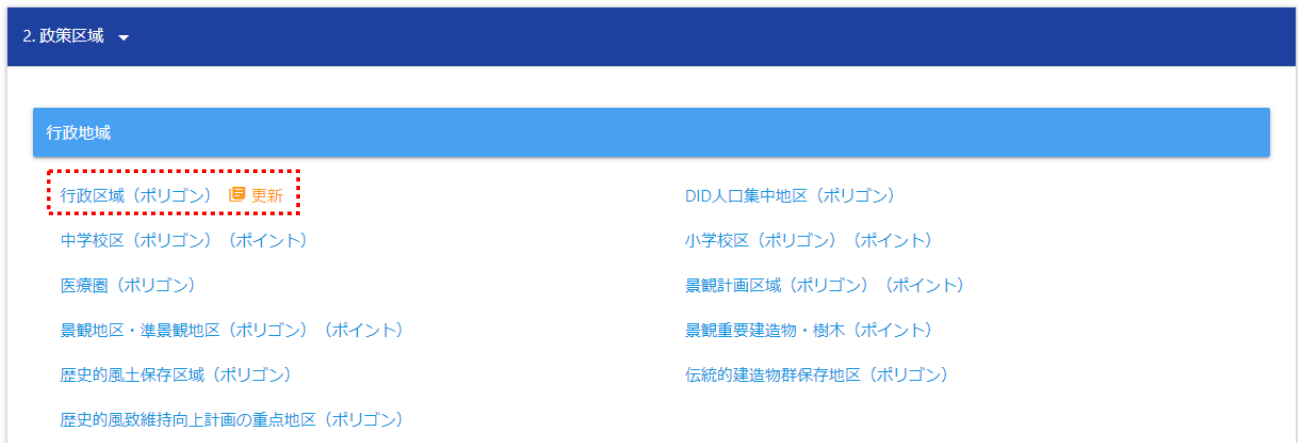 2. 政策区域
行政地域
行政区域（ポリゴン） 更新
DID人口集中地区（ポリゴン）
中学校区（ポリゴン）（ポイント）
小学校区（ポリゴン）（ポイント）
医療圏（ポリゴン）
景観計画区域（ポリゴン）（ポイント）
景観地区・準景観地区（ポリゴン）（ポイント）
景観重要建造物・樹木（ポイント）
歴史的風土保存区域（ポリゴン）
伝統的建造物群保存地区（ポリゴン）
歴史的風致維持向上計画の重点地区（ポリゴン）